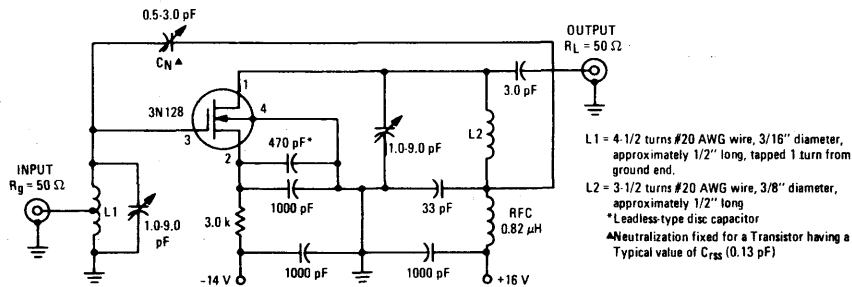 0.5-3.0 pF
C_N▲
OUTPUT
R_L = 50 Ω
1
3N128
4
3
2
3.0 pF
470 pF*
1.0-9.0 pF
L2
INPUT
R_g = 50 Ω
L1
1.0-9.0
pF
1000 pF
33 pF
3.0 k
RFC
0.82 μH
1000 pF
1000 pF
-14 V
+16 V
L1 = 4-1/2 turns #20 AWG wire, 3/16" diameter,
approximately 1/2" long, tapped 1 turn from
ground end.
L2 = 3-1/2 turns #20 AWG wire, 3/8" diameter,
approximately 1/2" long
*Leadless-type disc capacitor
▲Neutralization fixed for a Transistor having a
Typical value of C_rss (0.13 pF)